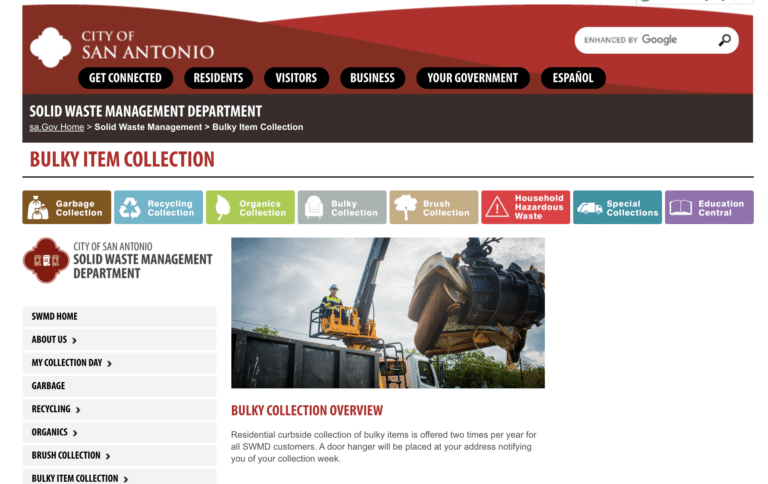 CITY OF
SAN ANTONIO
ENHANCED BY Google
GET CONNECTED
RESIDENTS
VISITORS
BUSINESS
YOUR GOVERNMENT
ESPAÑOL
SOLID WASTE MANAGEMENT DEPARTMENT
sa.Gov Home > Solid Waste Management > Bulky Item Collection
BULKY ITEM COLLECTION
Garbage
Collection
Recycling
Collection
Organics
Collection
Bulky
Collection
Brush
Collection
Household
Hazardous
Waste
Special
Collections
Education
Central
CITY OF SAN ANTONIO
SOLID WASTE MANAGEMENT
DEPARTMENT
SWMD HOME
ABOUT US >
MY COLLECTION DAY >
GARBAGE
RECYCLING >
ORGANICS >
BRUSH COLLECTION >
BULKY ITEM COLLECTION >
BULKY COLLECTION OVERVIEW
Residential curbside collection of bulky items is offered two times per year for
all SWMD customers. A door hanger will be placed at your address notifying
you of your collection week.